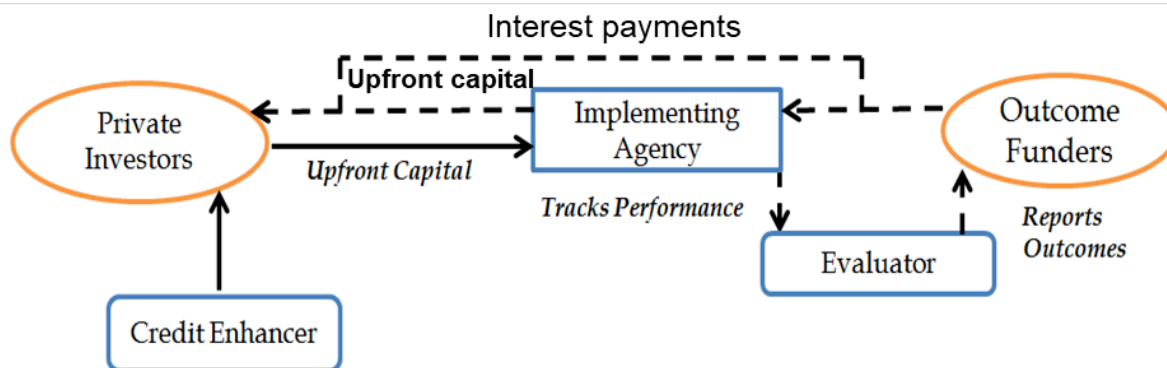 Interest payments
Upfront capital
Private
Investors
Implementing
Agency
Outcome
Funders
Upfront Capital
Tracks Performance
Reports
Outcomes
Evaluator
Credit Enhancer